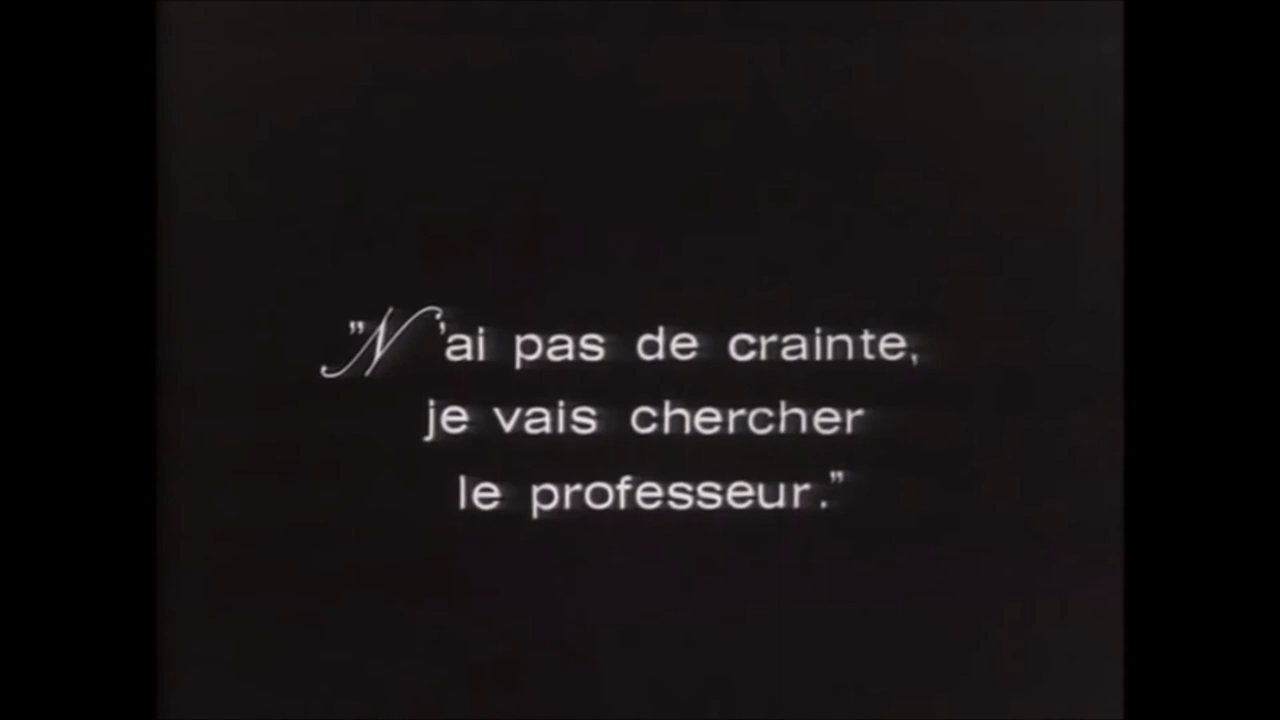 "N'ai pas de crainte,
je vais chercher
le professeur."